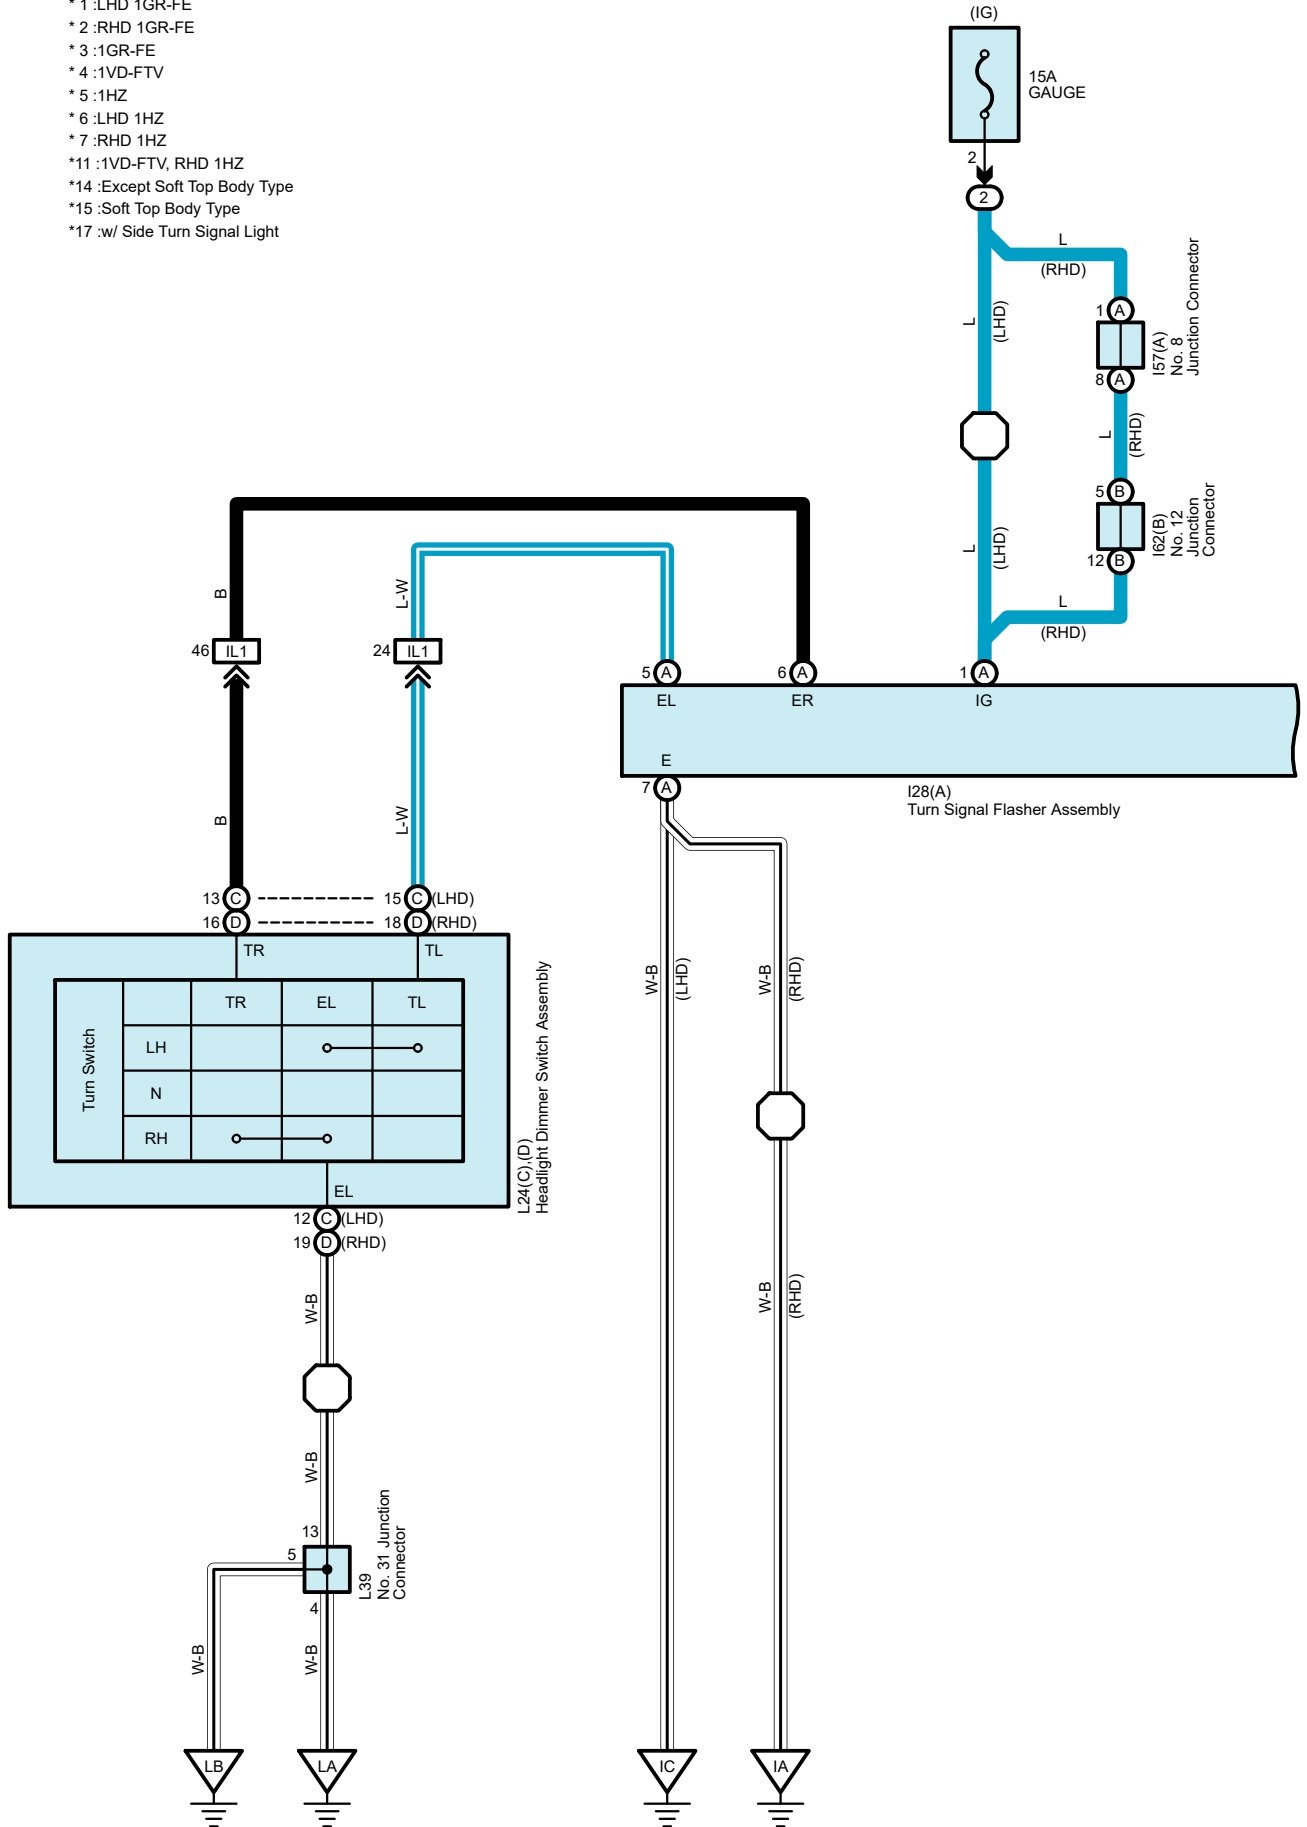 * 1 :LHD 1GR-FE
* 2 :RHD 1GR-FE
* 3 :1GR-FE
* 4 :1VD-FTV
* 5 :1HZ
* 6 :LHD 1HZ
* 7 :RHD 1HZ
*11 :1VD-FTV, RHD 1HZ
*14 :Except Soft Top Body Type
*15 :Soft Top Body Type
*17 :w/ Side Turn Signal Light
(IG)
15A
GAUGE
2
2
L
(RHD)
L
(LHD)
1 A
I57(A)
No. 8
Junction Connector
8 A
L
(RHD)
5 B
I62(B)
No. 12
Junction
Connector
12 B
L
(LHD)
L
(RHD)
B
L-W
46 IL1
24 IL1
5 A
6 A
1 A
EL
ER
IG
E
7 A
I28(A)
Turn Signal Flasher Assembly
B
L-W
13 C
15 C (LHD)
16 D
18 D (RHD)
TR
TL
Turn Switch
TR EL TL
LH
N
RH
EL
L24(C),(D)
Headlight Dimmer Switch Assembly
12 C (LHD)
19 D (RHD)
W-B
(LHD)
W-B
(RHD)
W-B
W-B
(RHD)
W-B
13
5
4
L39
No. 31 Junction
Connector
W-B
W-B
LB
LA
IC
IA